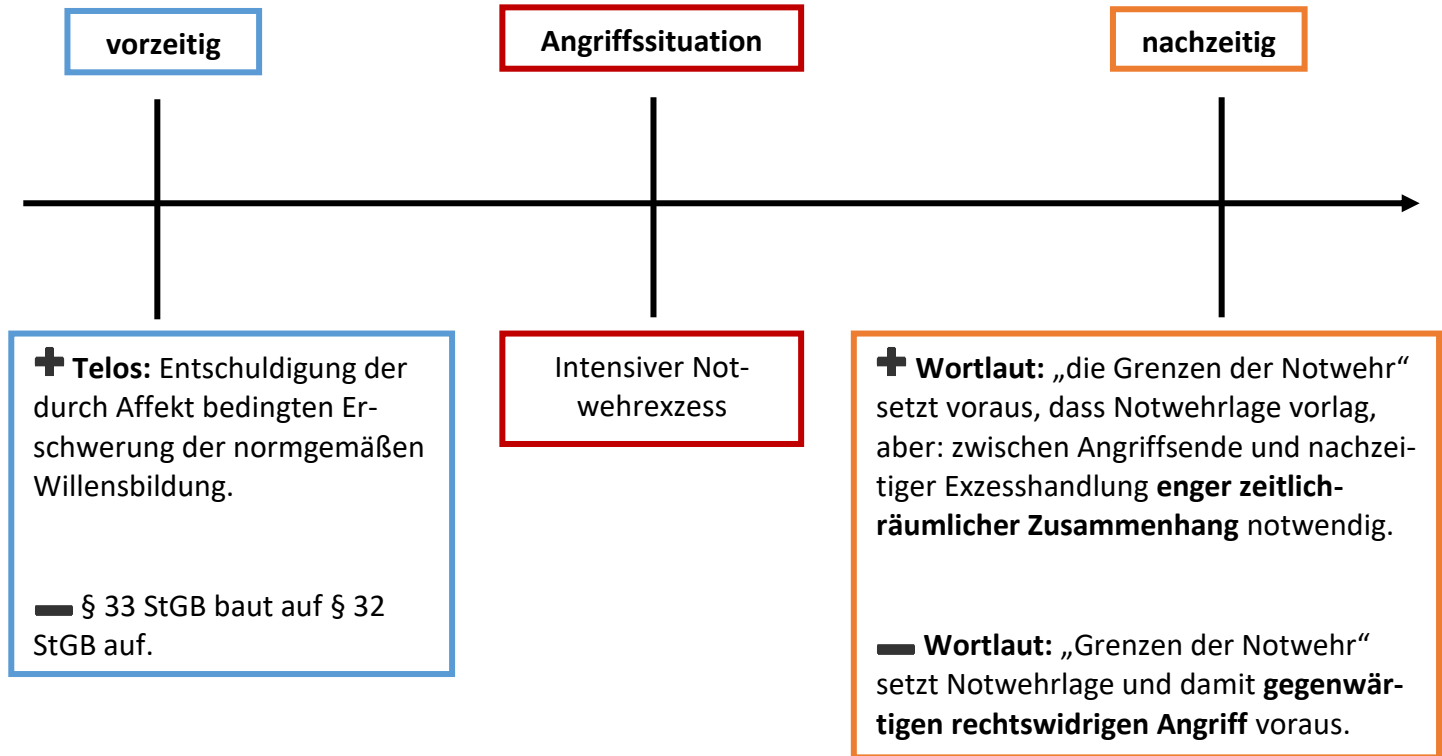 vorzeitig
Angriffssituation
nachzeitig
Telos: Entschuldigung der
durch Affekt bedingten Er-
schwerung der normgemäßen
Willensbildung.
§ 33 StGB baut auf § 32
StGB auf.
Intensiver Not-
wehrexzess
Wortlaut: „die Grenzen der Notwehr“
setzt voraus, dass Notwehrlage vorlag,
aber: zwischen Angriffsende und nachzei-
tiger Exzesshandlung enger zeitlich-
räumlicher Zusammenhang notwendig.
Wortlaut: „Grenzen der Notwehr“
setzt Notwehrlage und damit gegenwär-
tigen rechtswidrigen Angriff voraus.